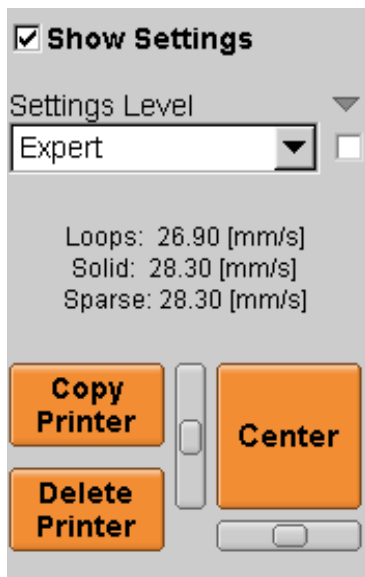 Show Settings
Settings Level
Expert
Loops: 26.90 [mm/s]
Solid: 28.30 [mm/s]
Sparse: 28.30 [mm/s]
Copy
Printer
Center
Delete
Printer